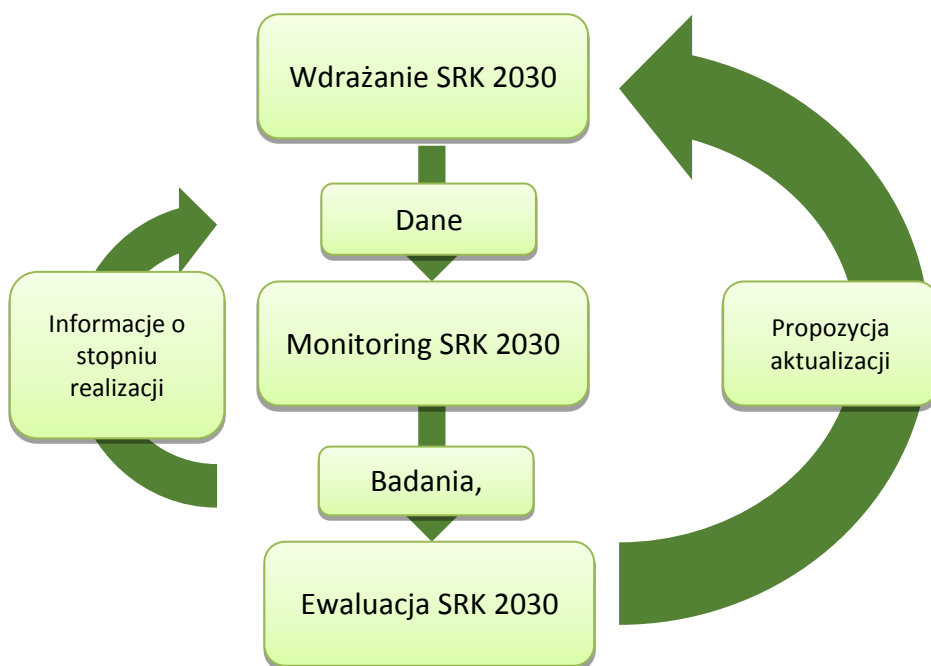 Wdrażanie SRK 2030
Dane
Informacje o
stopniu
realizacji
Monitoring SRK 2030
Propozycja
aktualizacji
Badania,
Ewaluacja SRK 2030